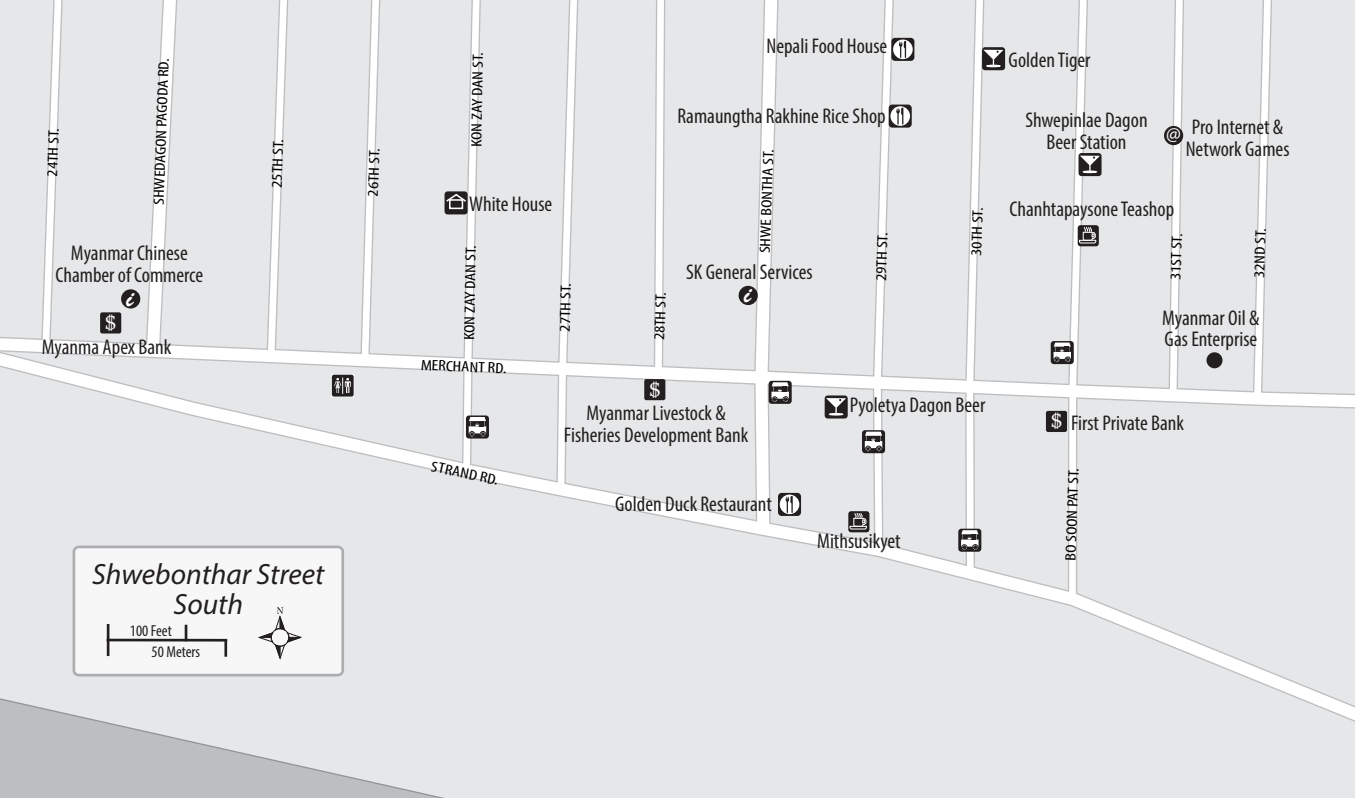 Nepali Food House
Golden Tiger
Ramaungtha Rakhine Rice Shop
Shwepinlae Dagon
Beer Station
@
Pro Internet &
Network Games
24TH ST.
SHWEDAGON PAGODA RD.
25TH ST.
26TH ST.
KON ZAY DAN ST.
White House
SHWE BONTHA ST.
Chanhtapaysone Teashop
29TH ST.
30TH ST.
31ST ST.
32ND ST.
Myanmar Chinese
Chamber of Commerce
i
$
Myanma Apex Bank
KON ZAY DAN ST.
27TH ST.
28TH ST.
SK General Services
i
Myanmar Oil &
Gas Enterprise
MERCHANT RD.
$
Myanmar Livestock &
Fisheries Development Bank
Pyoletya Dagon Beer
$
First Private Bank
STRAND RD.
Golden Duck Restaurant
Mithsusikyet
BO SOON PAT ST.
Shwebonthar Street
South
N
100 Feet
50 Meters